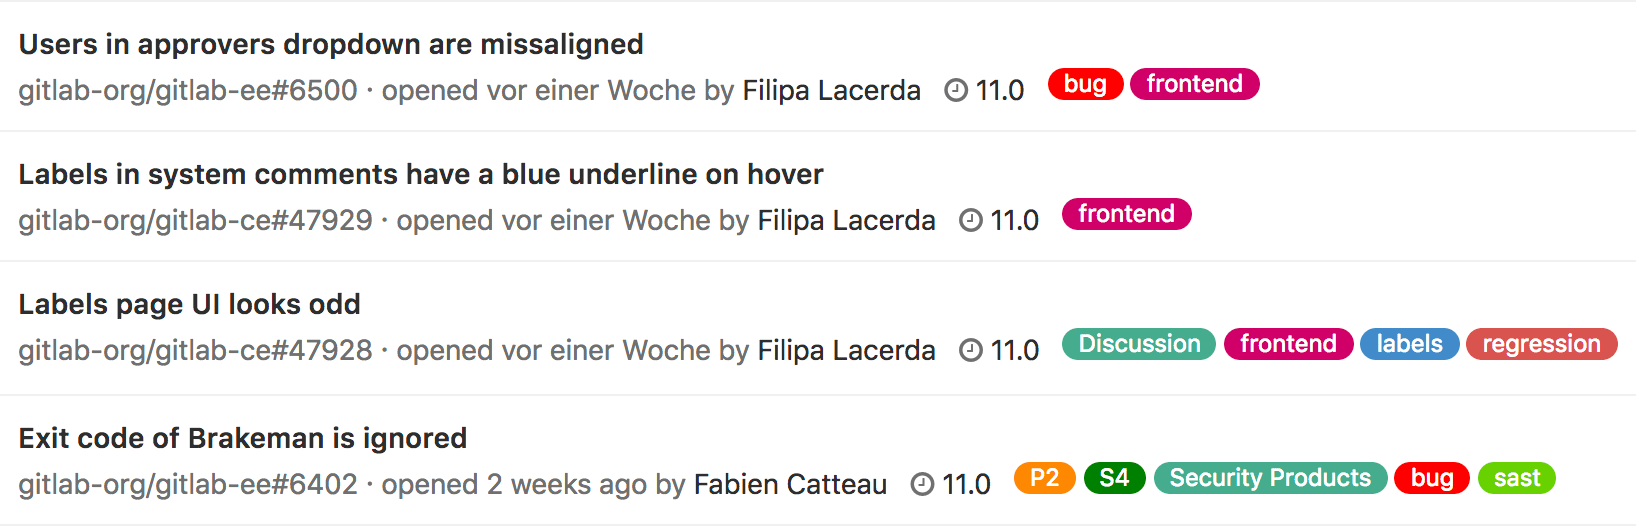 Users in approvers dropdown are missaligned
gitlab-org/gitlab-ee#6500 · opened vor einer Woche by Filipa Lacerda 11.0 bug frontend
Labels in system comments have a blue underline on hover
gitlab-org/gitlab-ce#47929 · opened vor einer Woche by Filipa Lacerda 11.0 frontend
Labels page UI looks odd
gitlab-org/gitlab-ce#47928 · opened vor einer Woche by Filipa Lacerda 11.0 Discussion frontend labels regression
Exit code of Brakeman is ignored
gitlab-org/gitlab-ee#6402 · opened 2 weeks ago by Fabien Catteau 11.0 P2 S4 Security Products bug sast